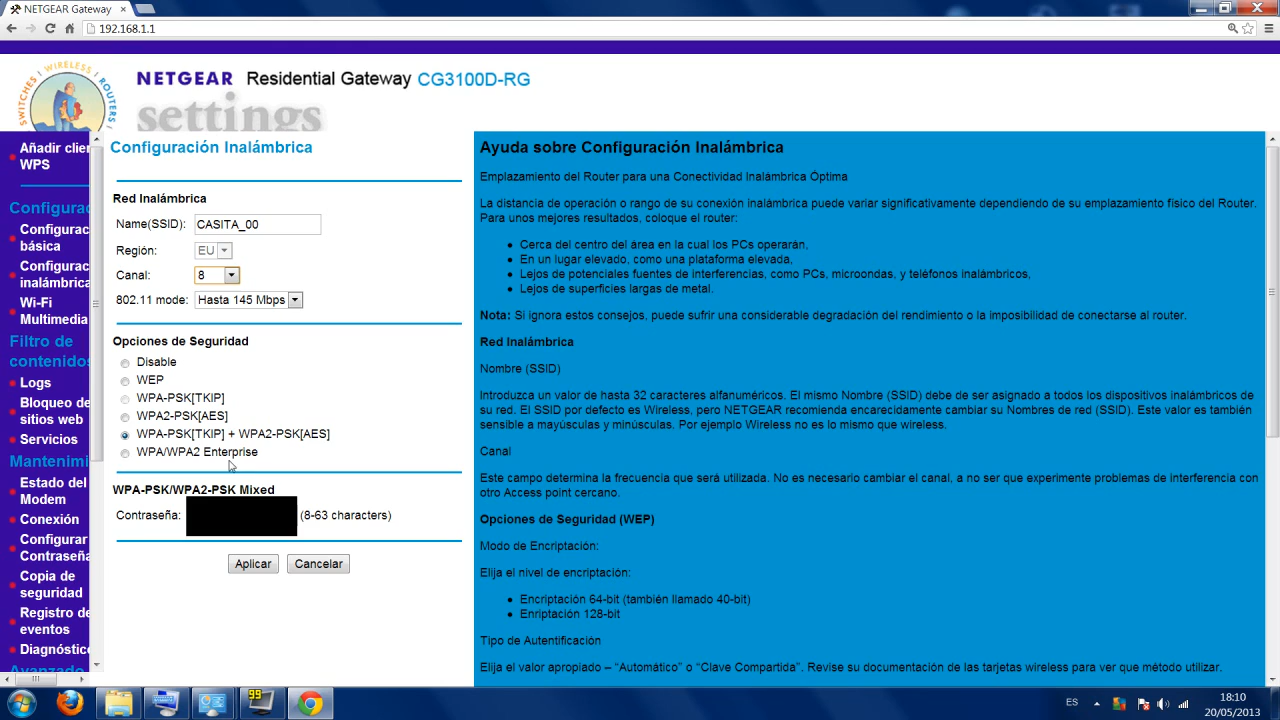 NETGEAR Gateway
192.168.1.1
SWITCHES WIRELESS ROUTERS
NETGEAR Residential Gateway CG3100D-RG
settings
Añadir clie
WPS
Configurac
Configurac
básica
Configurac
inalámbrica
Wi-Fi
Multimedia
Filtro de
contenidos
Logs
Bloqueo de
sitios web
Servicios
Mantenimi
Estado del
Modem
Conexión
Configurar
Contraseña
Copia de
seguridad
Registro de
eventos
Diagnóstic
Avanzado
Configuración Inalámbrica
Red Inalámbrica
Name(SSID): CASITA_00
Región: EU
Canal: 8
802.11 mode: Hasta 145 Mbps
Opciones de Seguridad
Disable
WEP
WPA-PSK[TKIP]
WPA2-PSK[AES]
WPA-PSK[TKIP] + WPA2-PSK[AES]
WPA/WPA2 Enterprise
WPA-PSK/WPA2-PSK Mixed
Contraseña: (8-63 characters)
Aplicar Cancelar
Ayuda sobre Configuración Inalámbrica
Emplazamiento del Router para una Conectividad Inalámbrica Óptima
La distancia de operación o rango de su conexión inalámbrica puede variar significativamente dependiendo de su emplazamiento físico del Router.
Para unos mejores resultados, coloque el router:
Cerca del centro del área en la cual los PCs operarán,
En un lugar elevado, como una plataforma elevada,
Lejos de potenciales fuentes de interferencias, como PCs, microondas, y teléfonos inalámbricos,
Lejos de superficies largas de metal.
Nota: Si ignora estos consejos, puede sufrir una considerable degradación del rendimiento o la imposibilidad de conectarse al router.
Red Inalámbrica
Nombre (SSID)
Introduzca un valor de hasta 32 caracteres alfanuméricos. El mismo Nombre (SSID) debe de ser asignado a todos los dispositivos inalámbricos de
su red. El SSID por defecto es Wireless, pero NETGEAR recomienda encarecidamente cambiar su Nombres de red (SSID). Este valor es también
sensible a mayúsculas y minúsculas. Por ejemplo Wireless no es lo mismo que wireless.
Canal
Este campo determina la frecuencia que será utilizada. No es necesario cambiar el canal, a no ser que experimente problemas de Interferencia con
otro Access point cercano.
Opciones de Seguridad (WEP)
Modo de Encriptación:
Elija el nivel de encriptación:
Encriptación 64-bit (también llamado 40-bit)
Enriptación 128-bit
Tipo de Autentificación
Elija el valor apropiado – “Automático” o “Clave Compartida”. Revise su documentación de las tarjetas wireless para ver que método utilizar.
99
ES
18:10
20/05/2013